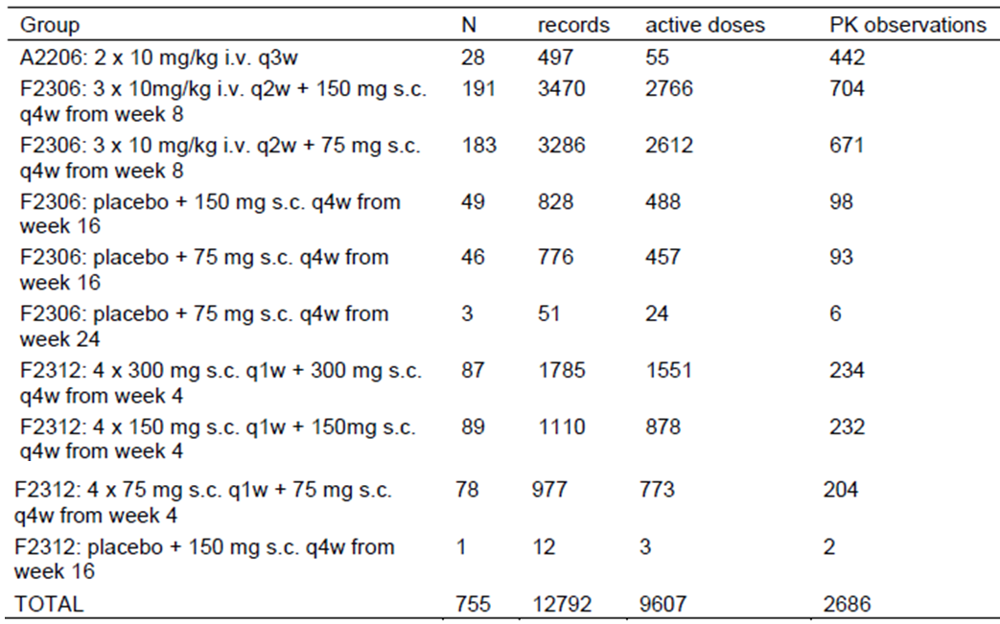 Group N records active doses PK observations
A2206: 2 x 10 mg/kg i.v. q3w 28 497 55 442
F2306: 3 x 10mg/kg i.v. q2w + 150 mg s.c. 191 3470 2766 704
q4w from week 8
F2306: 3 x 10 mg/kg i.v. q2w + 75 mg s.c. 183 3286 2612 671
q4w from week 8
F2306: placebo + 150 mg s.c. q4w from 49 828 488 98
week 16
F2306: placebo + 75 mg s.c. q4w from 46 776 457 93
week 16
F2306: placebo + 75 mg s.c. q4w from 3 51 24 6
week 24
F2312: 4 x 300 mg s.c. q1w + 300 mg s.c. 87 1785 1551 234
q4w from week 4
F2312: 4 x 150 mg s.c. q1w + 150mg s.c. 89 1110 878 232
q4w from week 4
F2312: 4 x 75 mg s.c. q1w + 75 mg s.c. 78 977 773 204
q4w from week 4
F2312: placebo + 150 mg s.c. q4w from 1 12 3 2
week 16
TOTAL 755 12792 9607 2686